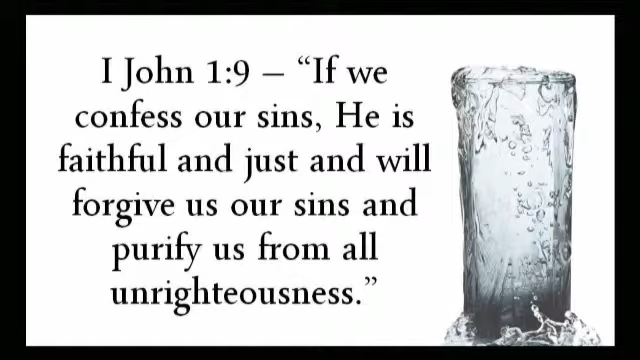 I John 1:9 – “If we
confess our sins, He is
faithful and just and will
forgive us our sins and
purify us from all
unrighteousness.”